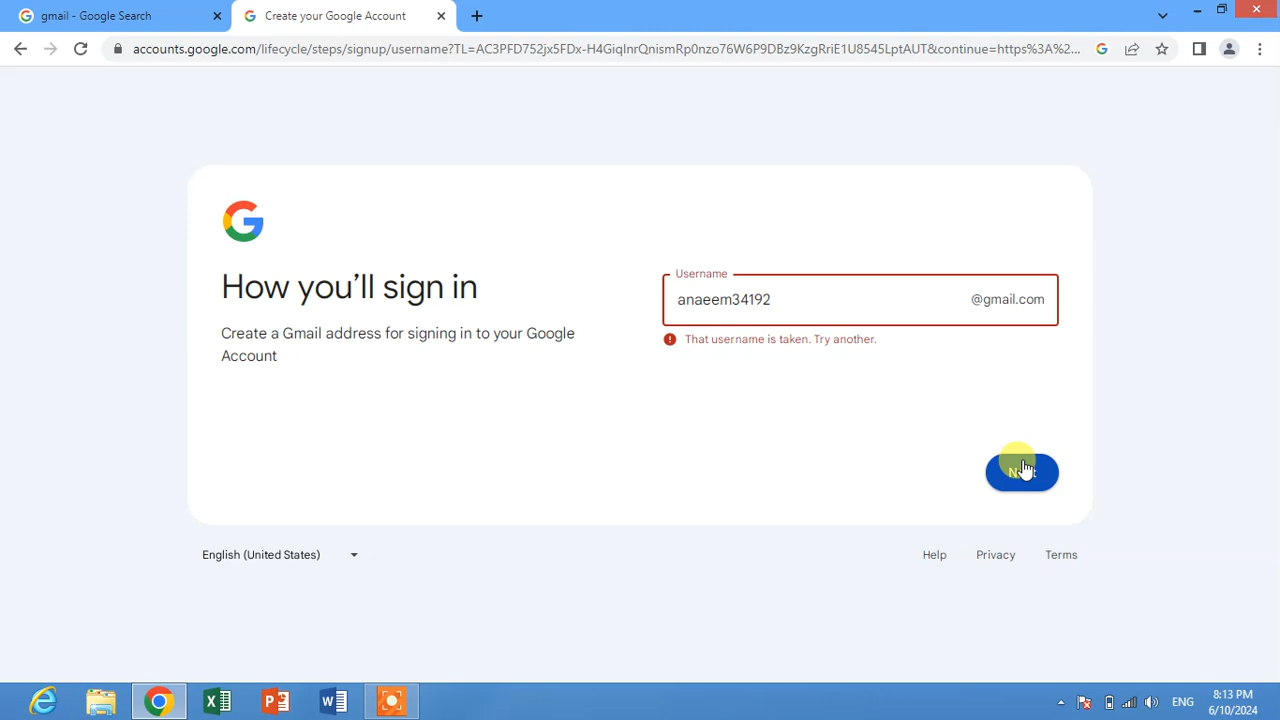 gmail - Google Search
Create your Google Account
accounts.google.com/lifecycle/steps/signup/username?TL=AC3PFD752jx5FDx-H4GiqInrQnismRp0nzo76W6P9DBz9KzgRriE1U8545LptAUT&continue=https%3A%2...
How you'll sign in
Create a Gmail address for signing in to your Google
Account
Username
anaeem34192
@gmail.com
That username is taken. Try another.
Next
English (United States)
Help
Privacy
Terms
ENG
8:13 PM
6/10/2024